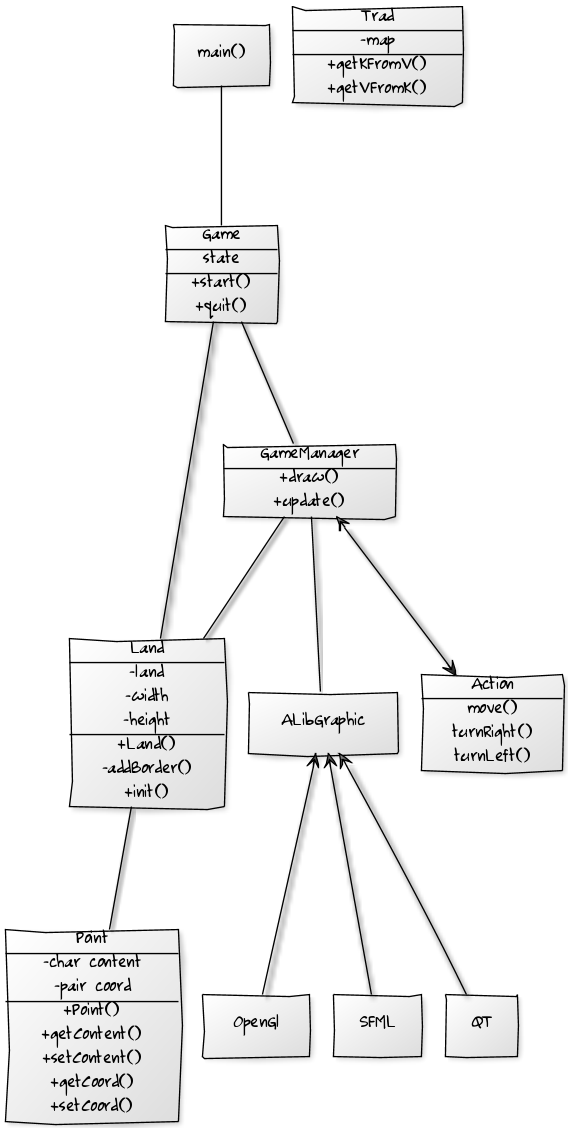 main()
Trad
-map
+getKFromV()
+getVFromK()
Game
state
+start()
+quit()
GameManager
+draw()
+update()
Land
-land
-width
-height
+Land()
-addBorder()
+init()
ALibGraphic
Action
move()
turnRight()
turnLeft()
Point
-char content
-pair coord
+Point()
+getContent()
+setContent()
+getCoord()
+setCoord()
OpenGl
SFML
QT